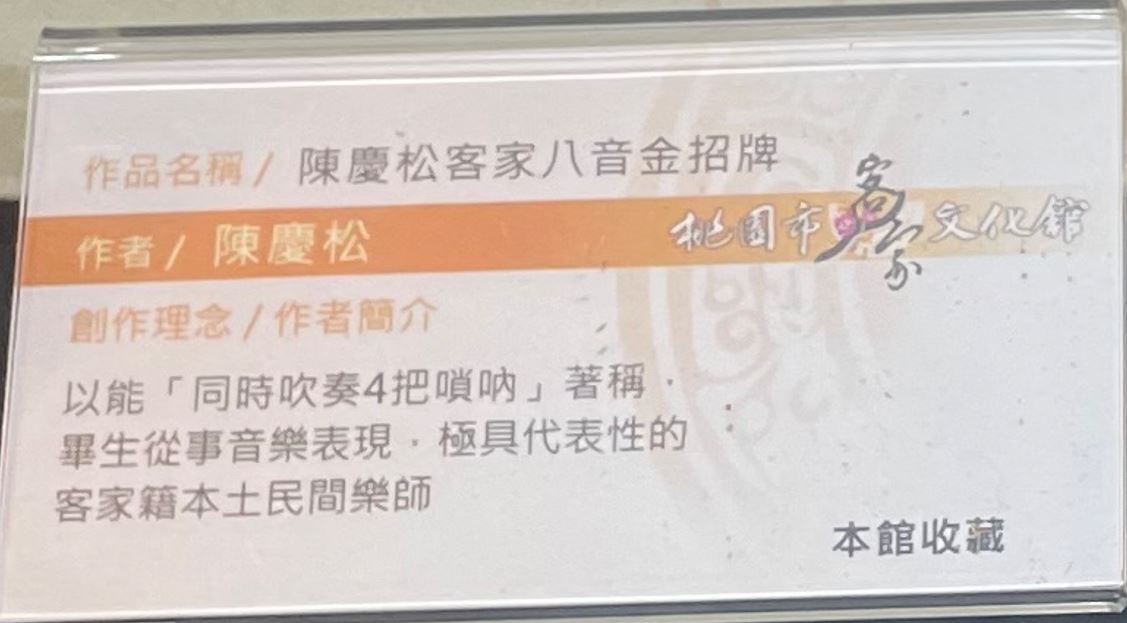 作品名稱/ 陳慶松客家八音金招牌
作者/ 陳慶松
桃園市客家文化館
創作理念/作者簡介
以能「同時吹奏4把嗩吶」著稱，
畢生從事音樂表現，極具代表性的
客家籍本土民間樂師
本館收藏